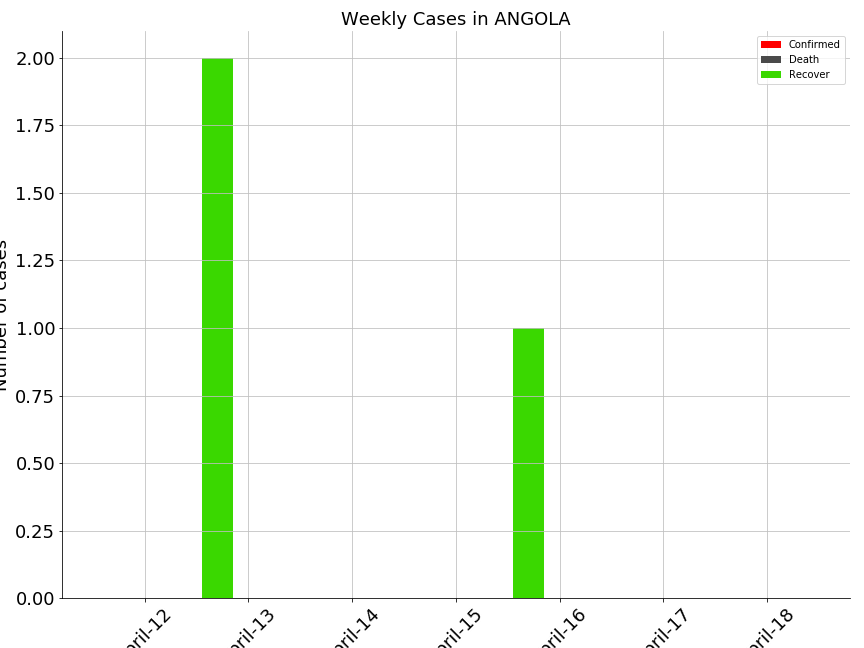 Weekly Cases in ANGOLA
Confirmed
Death
Recover
2.00
1.75
1.50
1.25
1.00
0.75
0.50
0.25
0.00
Number of cases
pril-12
pril-13
pril-14
pril-15
pril-16
pril-17
pril-18